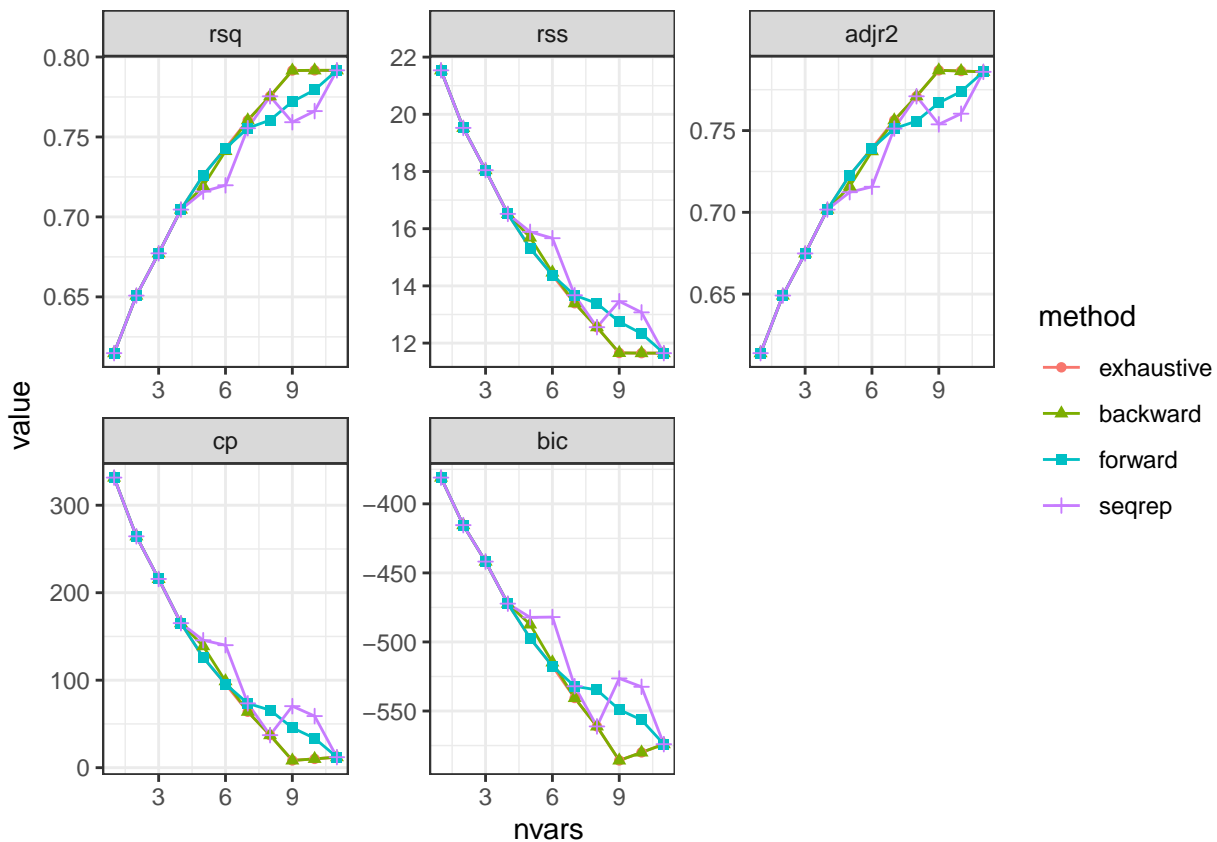 rsq
rss
adjr2
0.80
0.75
0.70
0.65
22
20
18
16
14
12
0.75
0.70
0.65
3 6 9
3 6 9
3 6 9
cp
bic
300
200
100
0
−400
−450
−500
−550
3 6 9
3 6 9
value
nvars
method
exhaustive
backward
forward
seqrep